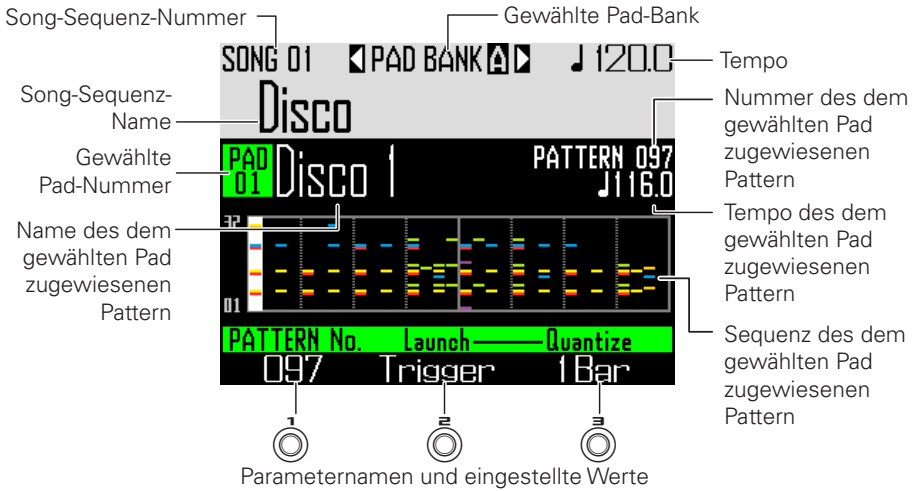 Song-Sequenz-Nummer
Gewählte Pad-Bank
SONG 01 PAD BANK A ♩120.0
Tempo
Song-Sequenz-
Name
Disco
Nummer des dem
gewählten Pad
zugewiesenen
Pattern
Gewählte
Pad-Nummer
PAD
01
Disco 1
PATTERN 097
♩116.0
Name des dem
gewählten Pad
zugewiesenen
Pattern
Tempo des dem
gewählten Pad
zugewiesenen
Pattern
32
01
Sequenz des dem
gewählten Pad
zugewiesenen
Pattern
PATTERN No. Launch Quantize
097 Trigger 1 Bar
1 2 3
Parameternamen und eingestellte Werte